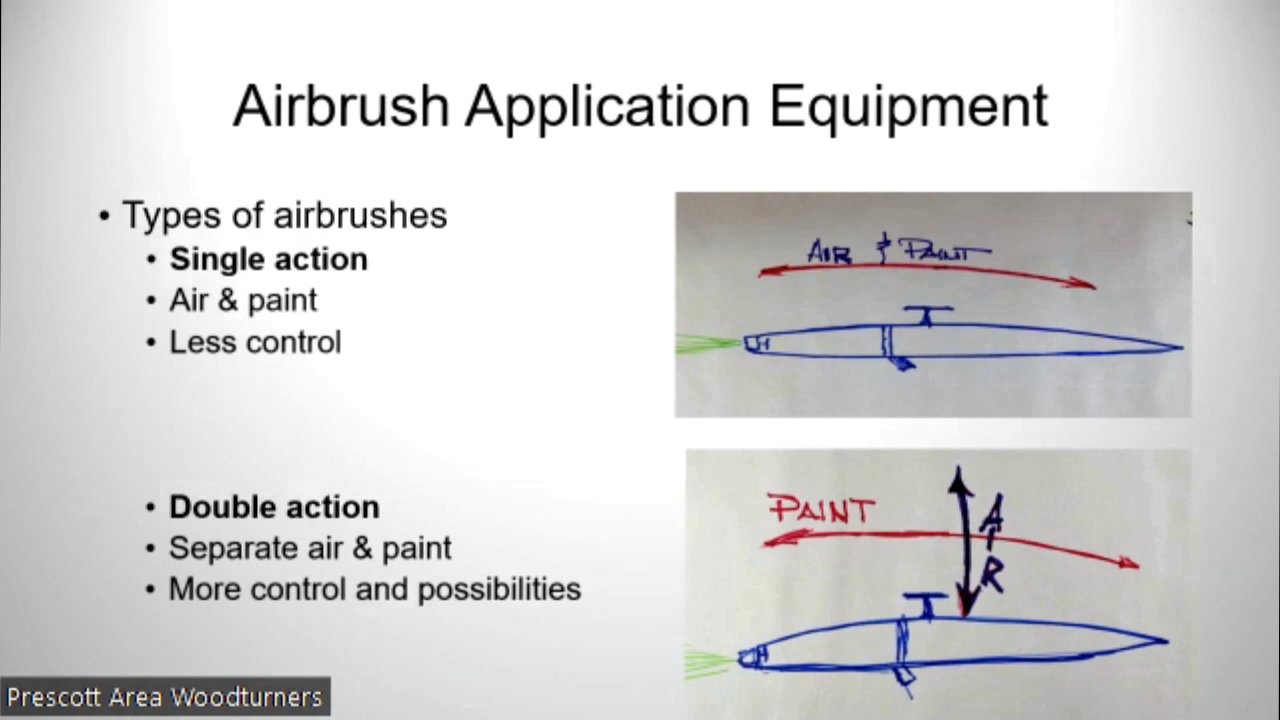 Airbrush Application Equipment
• Types of airbrushes
• Single action
• Air & paint
• Less control
AIR & PAINT
• Double action
• Separate air & paint
• More control and possibilities
PAINT
AIR
Prescott Area Woodturners